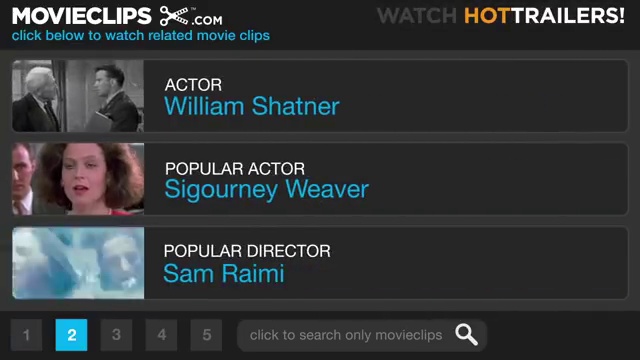 MOVIECLIPS .COM
WATCH HOTTRAILERS!
click below to watch related movie clips
ACTOR
William Shatner
POPULAR ACTOR
Sigourney Weaver
POPULAR DIRECTOR
Sam Raimi
1 2 3 4 5 click to search only movieclips